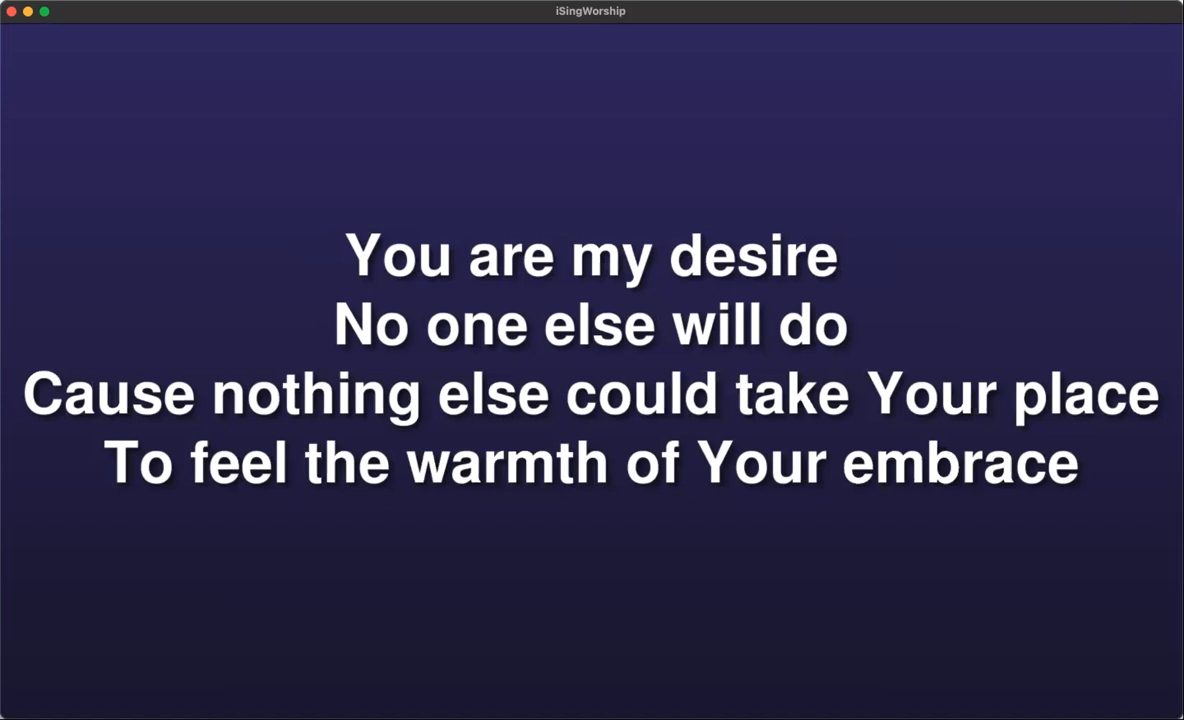 iSingWorship
You are my desire
No one else will do
Cause nothing else could take Your place
To feel the warmth of Your embrace